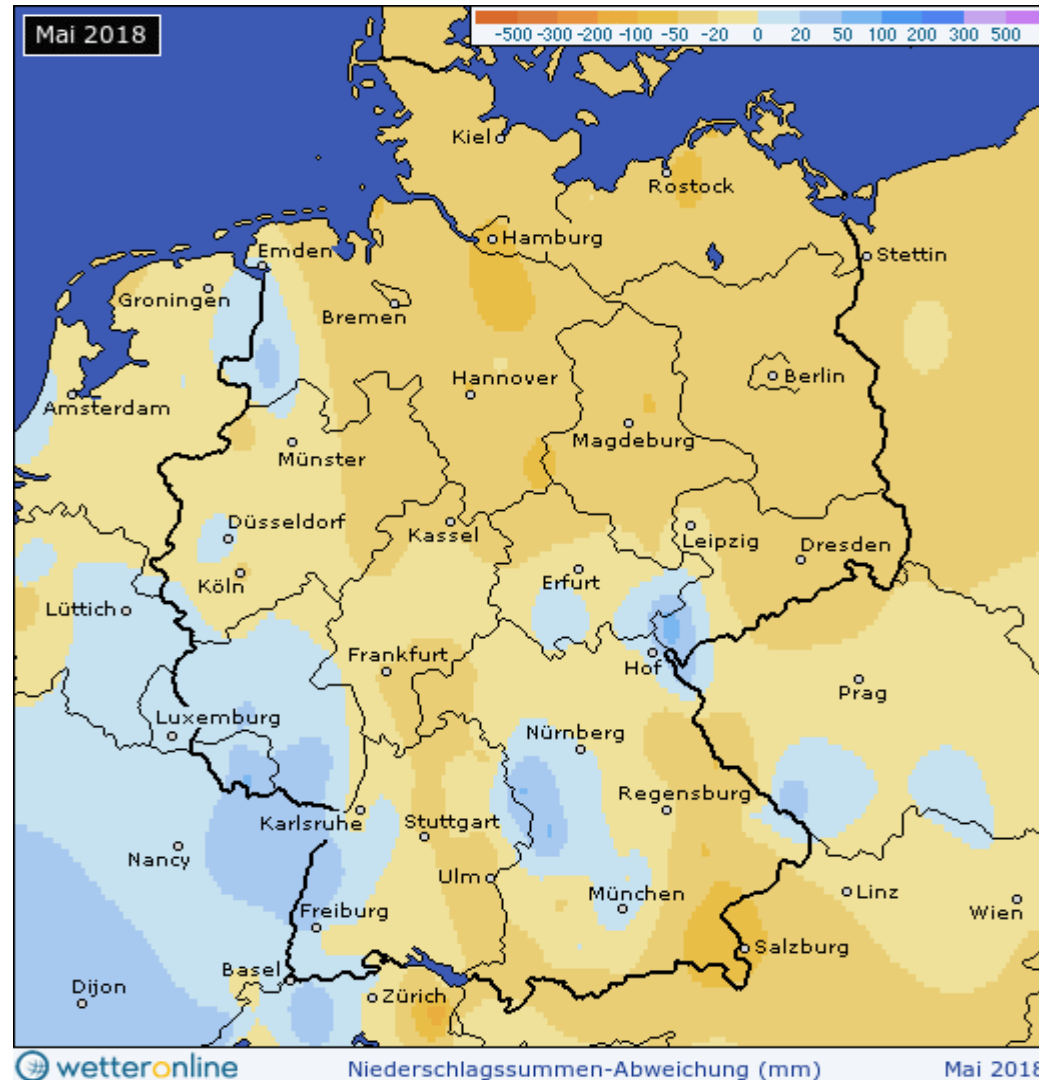 Mai 2018
-500 -300 -200 -100 -50 -20 0 20 50 100 200 300 500
Kiel
Rostock
Hamburg
Emden
Stettin
Groningen
Bremen
Hannover
Berlin
Amsterdam
Magdeburg
Münster
Düsseldorf
Kassel
Leipzig
Dresden
Köln
Erfurt
Lüttich
Frankfurt
Hof
Prag
Luxemburg
Nürnberg
Regensburg
Karlsruhe
Stuttgart
Nancy
Ulm
München
Linz
Wien
Freiburg
Salzburg
Basel
Dijon
Zürich
wetteronline Niederschlagssummen-Abweichung (mm) Mai 2018